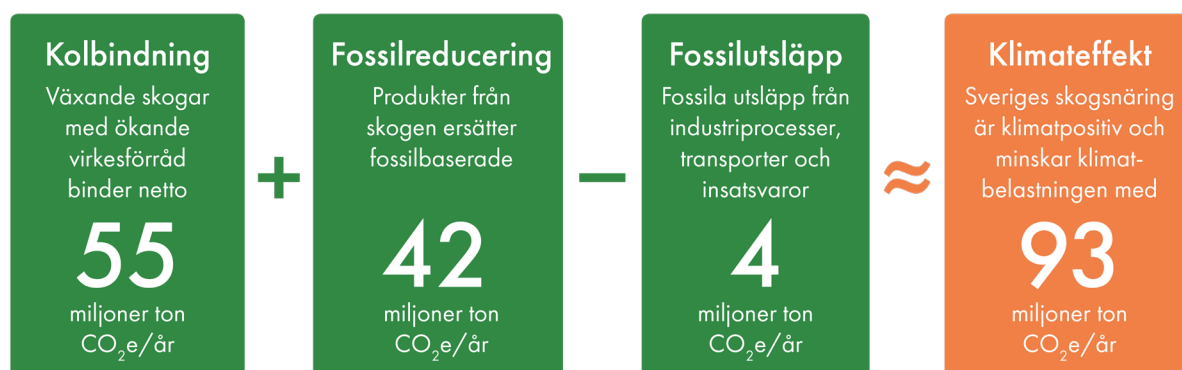 Kolbindning
Växande skogar
med ökande
virkesförråd
binder netto
55
miljoner ton
CO₂e/år
+
Fossilreducering
Produkter från
skogen ersätter
fossilbaserade
42
miljoner ton
CO₂e/år
–
Fossilutsläpp
Fossila utsläpp från
industriprocesser,
transporter och
insatsvaror
4
miljoner ton
CO₂e/år
≈
Klimateffekt
Sveriges skogsnäring
är klimatpositiv och
minskar klimat-
belastningen med
93
miljoner ton
CO₂e/år